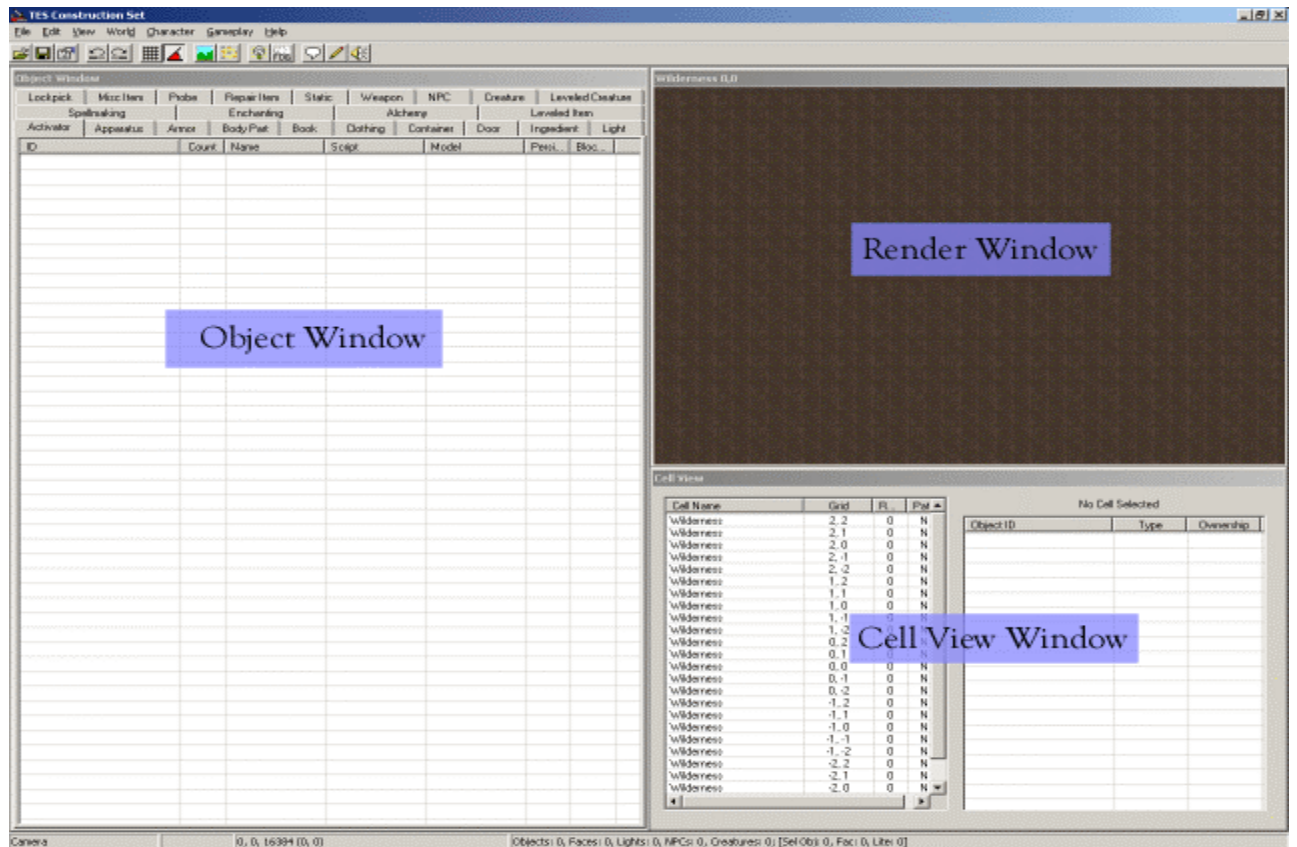 TES Construction Set
File Edit View World Character Gameplay Help
Object Window
Lockpick Misc Item Probe Repair Item Static Weapon NPC Creature Leveled Creature
Spellmaking Enchanting Alchemy Leveled Item
Activator Apparatus Armor Body Part Book Clothing Container Door Ingredient Light
ID Count Name Script Model Persi... Bloc...
Object Window
Wilderness 0,0
Render Window
Cell View
Cell Name Grid R... Pat
Wilderness 2, 2 0 N
Wilderness 2, 1 0 N
Wilderness 2, 0 0 N
Wilderness 2, -1 0 N
Wilderness 2, -2 0 N
Wilderness 1, 2 0 N
Wilderness 1, 1 0 N
Wilderness 1, 0 0 N
Wilderness 1, -1 0 N
Wilderness 1, -2 0 N
Wilderness 0, 2 0 N
Wilderness 0, 1 0 N
Wilderness 0, 0 0 N
Wilderness 0, -1 0 N
Wilderness 0, -2 0 N
Wilderness -1, 2 0 N
Wilderness -1, 1 0 N
Wilderness -1, 0 0 N
Wilderness -1, -1 0 N
Wilderness -1, -2 0 N
Wilderness -2, 2 0 N
Wilderness -2, 1 0 N
Wilderness -2, 0 0 N
No Cell Selected
Object ID Type Ownership
Cell View Window
Camera 0, 0, 16384 (0, 0) Objects: 0, Faces: 0, Lights: 0, NPCs: 0, Creatures: 0; [Sel Obj: 0, Fac: 0, Lite: 0]